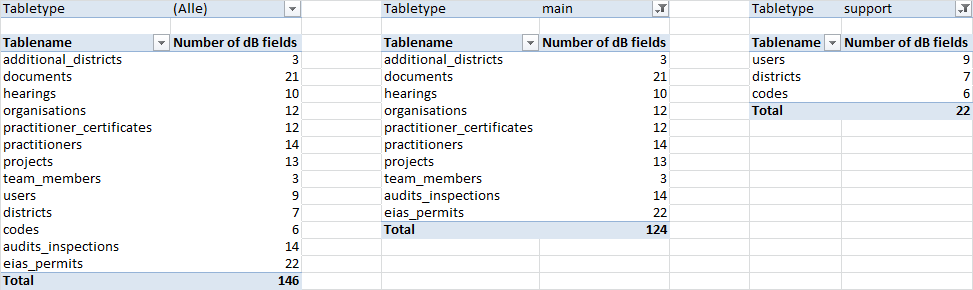 Tabletype (Alle)
Tablename Number of dB fields
additional_districts 3
documents 21
hearings 10
organisations 12
practitioner_certificates 12
practitioners 14
projects 13
team_members 3
users 9
districts 7
codes 6
audits_inspections 14
eias_permits 22
Total 146
Tabletype main
Tablename Number of dB fields
additional_districts 3
documents 21
hearings 10
organisations 12
practitioner_certificates 12
practitioners 14
projects 13
team_members 3
audits_inspections 14
eias_permits 22
Total 124
Tabletype support
Tablename Number of dB fields
users 9
districts 7
codes 6
Total 22